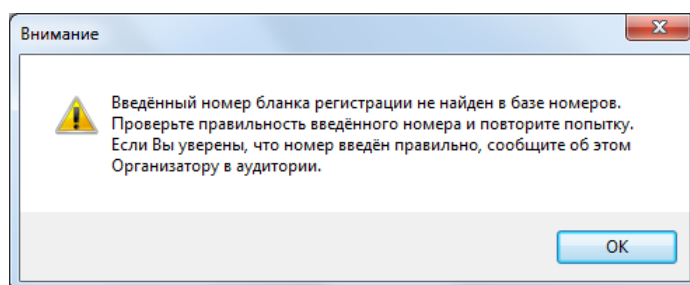 Внимание
Введённый номер бланка регистрации не найден в базе номеров.
Проверьте правильность введённого номера и повторите попытку.
Если Вы уверены, что номер введён правильно, сообщите об этом
Организатору в аудитории.
OK